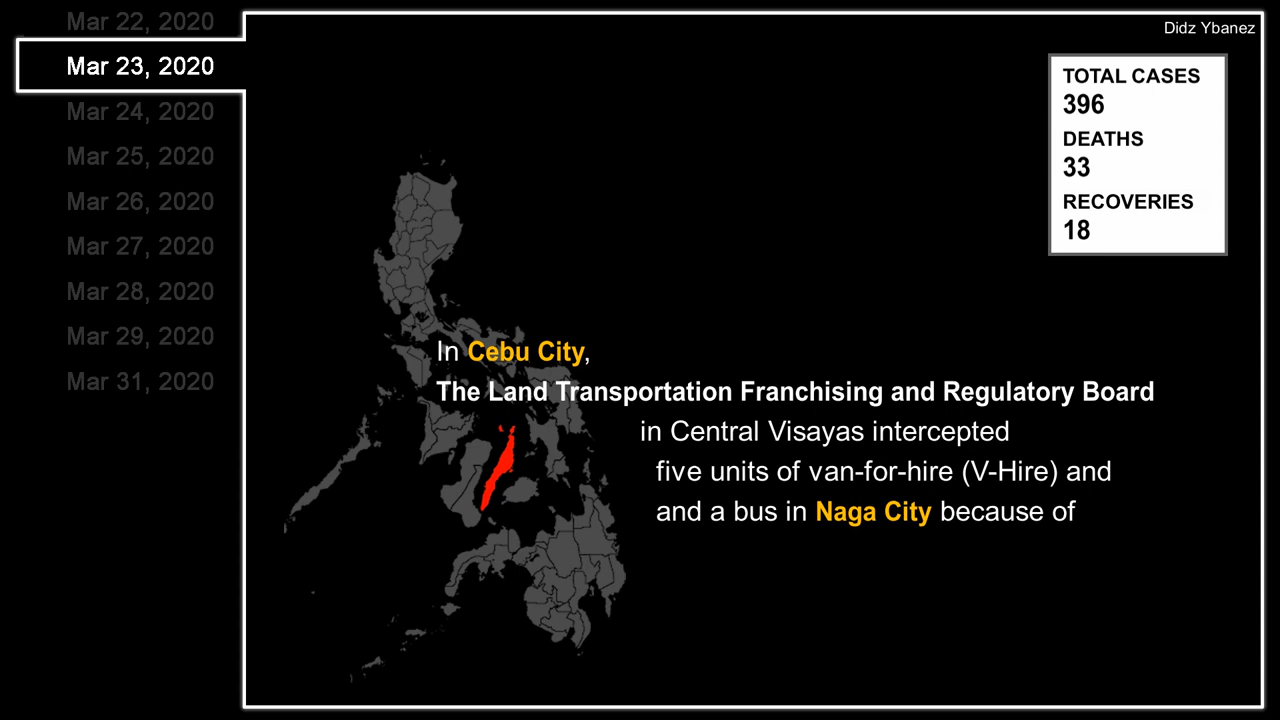 Mar 22, 2020
Mar 23, 2020
Mar 24, 2020
Mar 25, 2020
Mar 26, 2020
Mar 27, 2020
Mar 28, 2020
Mar 29, 2020
Mar 31, 2020
Didz Ybanez
TOTAL CASES
396
DEATHS
33
RECOVERIES
18
In Cebu City,
The Land Transportation Franchising and Regulatory Board
in Central Visayas intercepted
five units of van-for-hire (V-Hire) and
and a bus in Naga City because of